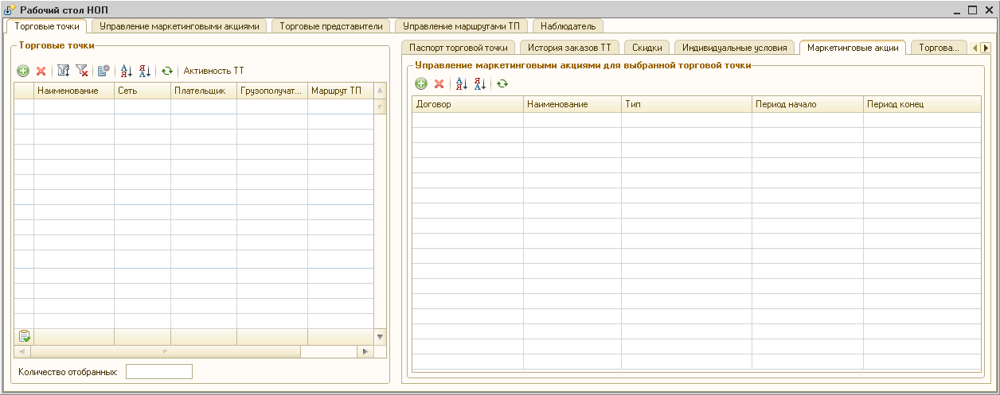 Рабочий стол НОП
Торговые точки Управление маркетинговыми акциями Торговые представители Управление маршрутами ТП Наблюдатель
Торговые точки
Активность ТТ
Наименование Сеть Плательщик Грузополучат... Маршрут ТП
Количество отобранных:
Паспорт торговой точки История заказов ТТ Скидки Индивидуальные условия Маркетинговые акции Торгова...
Управление маркетинговыми акциями для выбранной торговой точки
Договор Наименование Тип Период начало Период конец